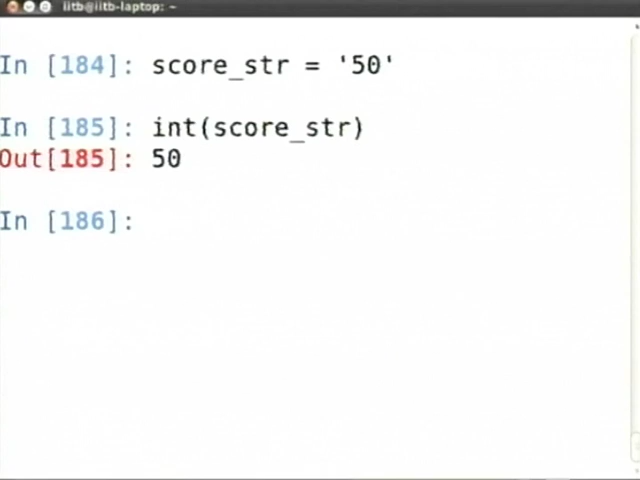 iitb@iitb-laptop: ~
In [184]: score_str = '50'
In [185]: int(score_str)
Out[185]: 50
In [186]: